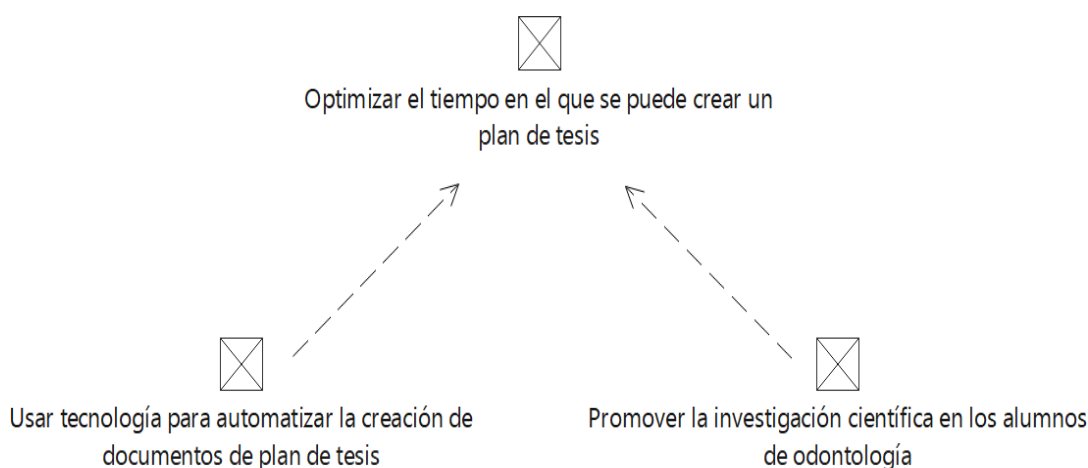 Optimizar el tiempo en el que se puede crear un
plan de tesis
Usar tecnología para automatizar la creación de
documentos de plan de tesis
Promover la investigación científica en los alumnos
de odontología